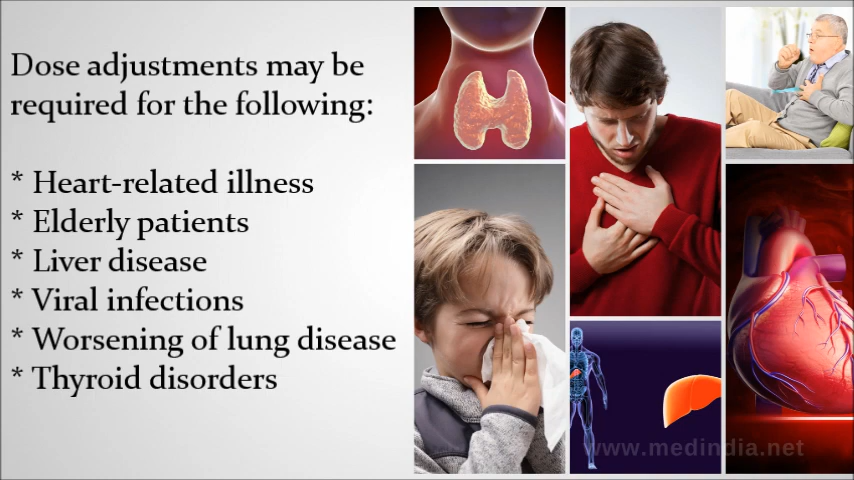 Dose adjustments may be
required for the following:
* Heart-related illness
* Elderly patients
* Liver disease
* Viral infections
* Worsening of lung disease
* Thyroid disorders
www.medindia.net